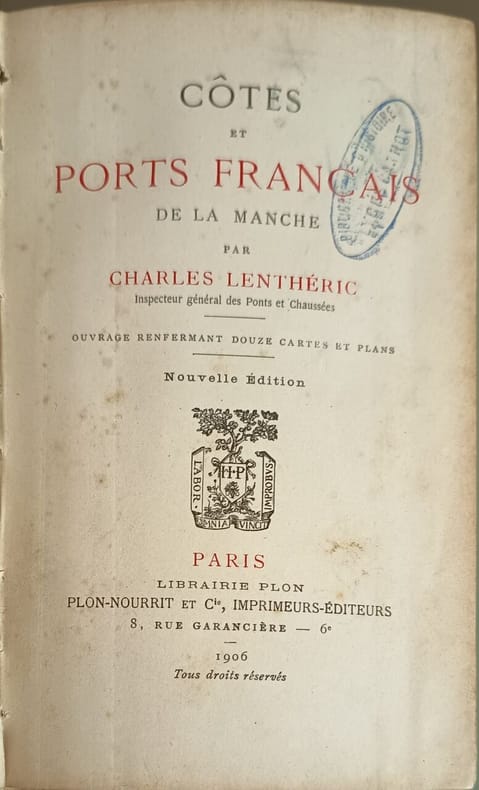 CÔTES
ET
PORTS FRANÇAIS
DE LA MANCHE
PAR
CHARLES LENTHÉRIC
Inspecteur général des Ponts et Chaussées
OUVRAGE RENFERMANT DOUZE CARTES ET PLANS
Nouvelle Édition
LABOR
H P
IMPROBVS
OMNIA VINCIT
PARIS
LIBRAIRIE PLON
PLON-NOURRIT ET Cie, IMPRIMEURS-ÉDITEURS
8, RUE GARANCIÈRE — 6e
1906
Tous droits réservés